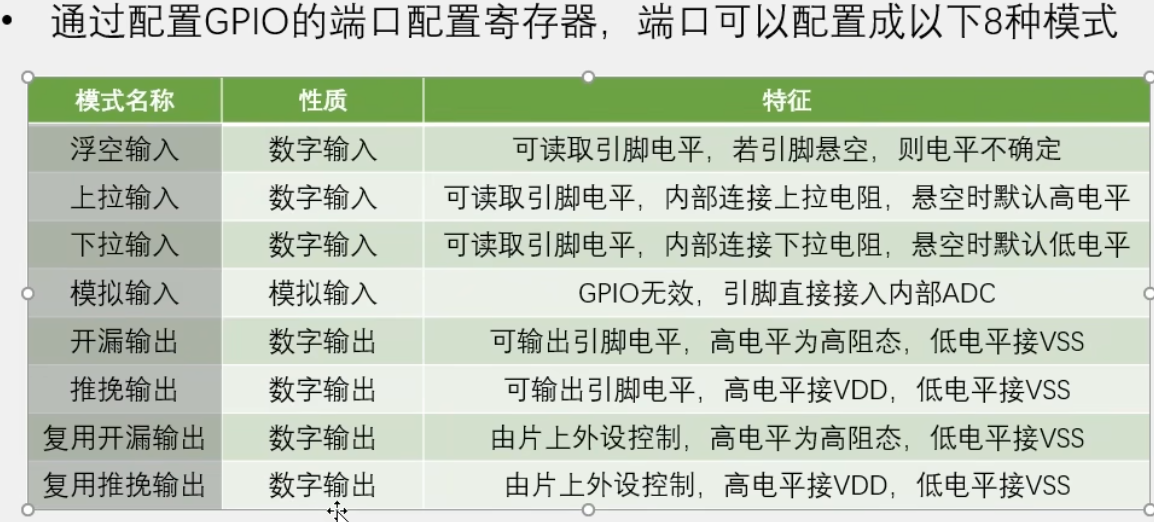 • 通过配置GPIO的端口配置寄存器，端口可以配置成以下8种模式
模式名称 性质 特征
浮空输入 数字输入 可读取引脚电平，若引脚悬空，则电平不确定
上拉输入 数字输入 可读取引脚电平，内部连接上拉电阻，悬空时默认高电平
下拉输入 数字输入 可读取引脚电平，内部连接下拉电阻，悬空时默认低电平
模拟输入 模拟输入 GPIO无效，引脚直接接入内部ADC
开漏输出 数字输出 可输出引脚电平，高电平为高阻态，低电平接VSS
推挽输出 数字输出 可输出引脚电平，高电平接VDD，低电平接VSS
复用开漏输出 数字输出 由片上外设控制，高电平为高阻态，低电平接VSS
复用推挽输出 数字输出 由片上外设控制，高电平接VDD，低电平接VSS